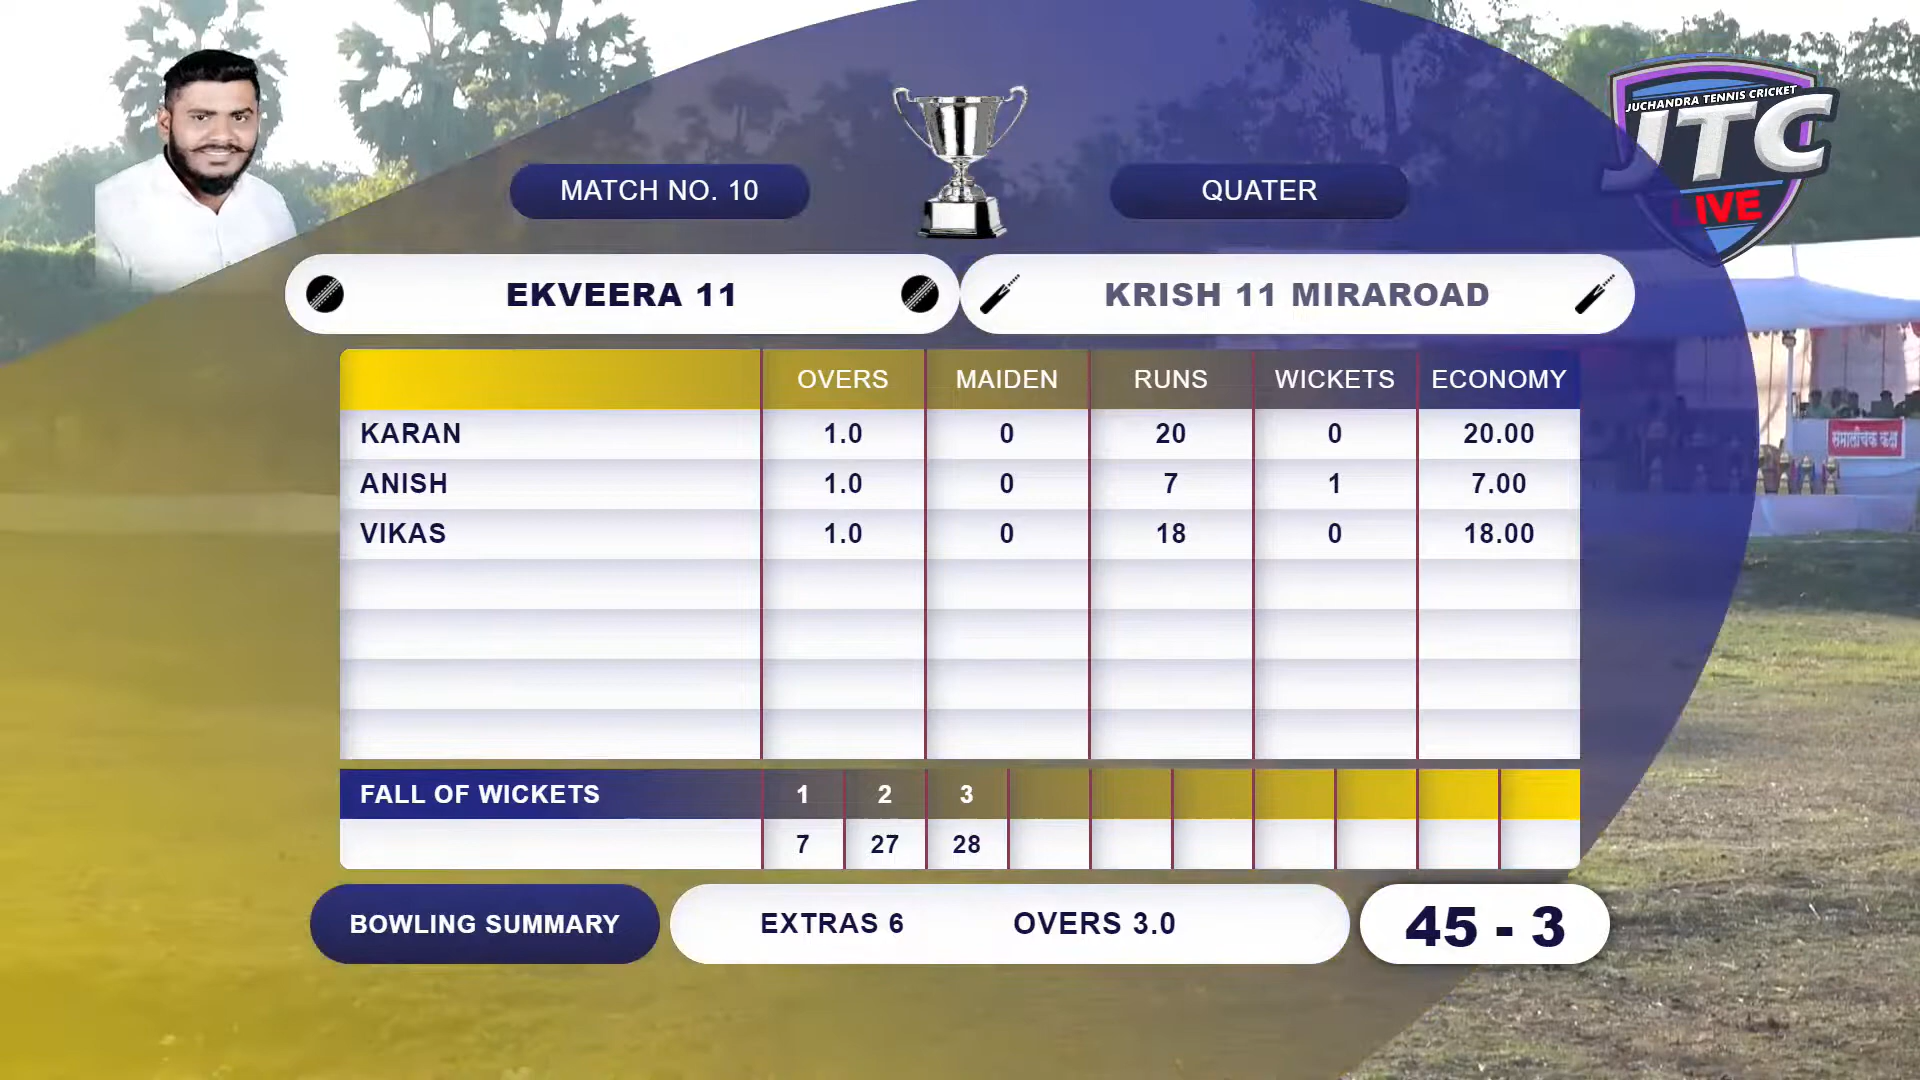 JUCHANDRA TENNIS CRICKET
JTC
LIVE
MATCH NO. 10
QUATER
EKVEERA 11
KRISH 11 MIRAROAD
OVERS MAIDEN RUNS WICKETS ECONOMY
KARAN 1.0 0 20 0 20.00
ANISH 1.0 0 7 1 7.00
VIKAS 1.0 0 18 0 18.00
समालोचक कक्ष
FALL OF WICKETS 1 2 3
7 27 28
BOWLING SUMMARY
EXTRAS 6 OVERS 3.0
45 - 3